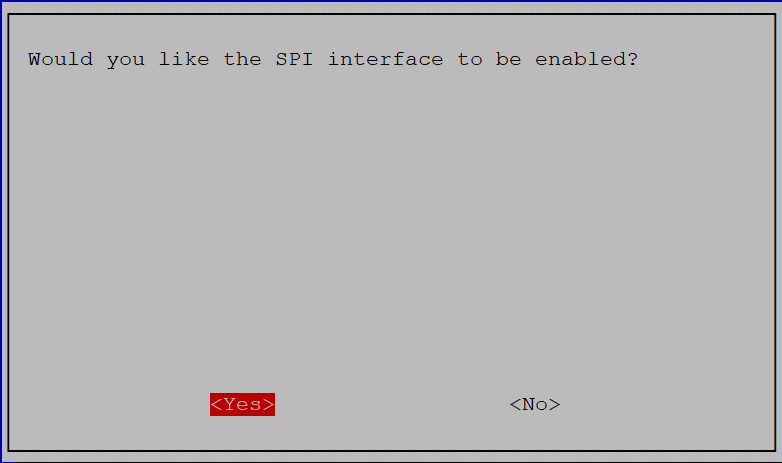 Would you like the SPI interface to be enabled?
<Yes> <No>